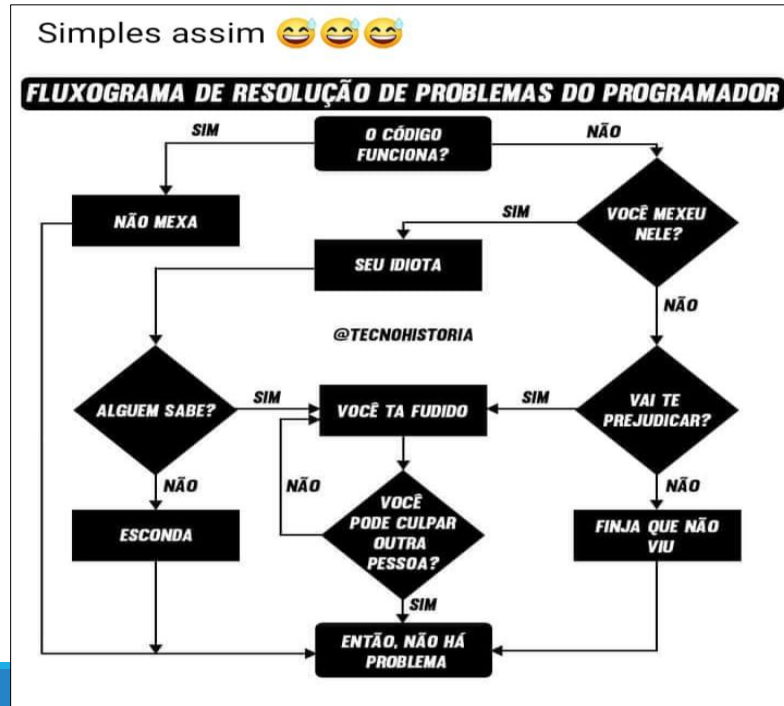 Simples assim 😅😅😅
FLUXOGRAMA DE RESOLUÇÃO DE PROBLEMAS DO PROGRAMADOR
O CÓDIGO
FUNCIONA?
SIM
NÃO
NÃO MEXA
VOCÊ MEXEU
NELE?
SIM
SEU IDIOTA
NÃO
@TECNOHISTORIA
ALGUEM SABE?
SIM
VOCÊ TA FUDIDO
SIM
VAI TE
PREJUDICAR?
NÃO
NÃO
NÃO
VOCÊ
PODE CULPAR
OUTRA
PESSOA?
ESCONDA
FINJA QUE NÃO
VIU
SIM
ENTÃO, NÃO HÁ
PROBLEMA